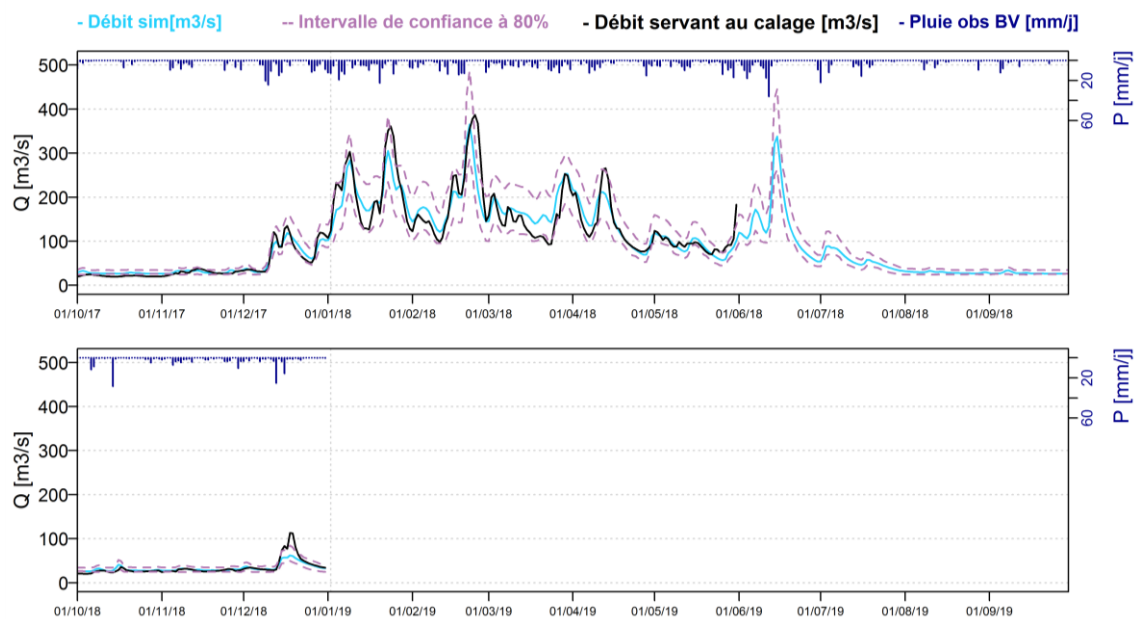 - Débit sim[m3/s] -- Intervalle de confiance à 80% - Débit servant au calage [m3/s] - Pluie obs BV [mm/j]
500
400
300
200
100
0
Q [m3/s]
20
60
P [mm/j]
01/10/17 01/11/17 01/12/17 01/01/18 01/02/18 01/03/18 01/04/18 01/05/18 01/06/18 01/07/18 01/08/18 01/09/18
500
400
300
200
100
0
Q [m3/s]
20
60
P [mm/j]
01/10/18 01/11/18 01/12/18 01/01/19 01/02/19 01/03/19 01/04/19 01/05/19 01/06/19 01/07/19 01/08/19 01/09/19